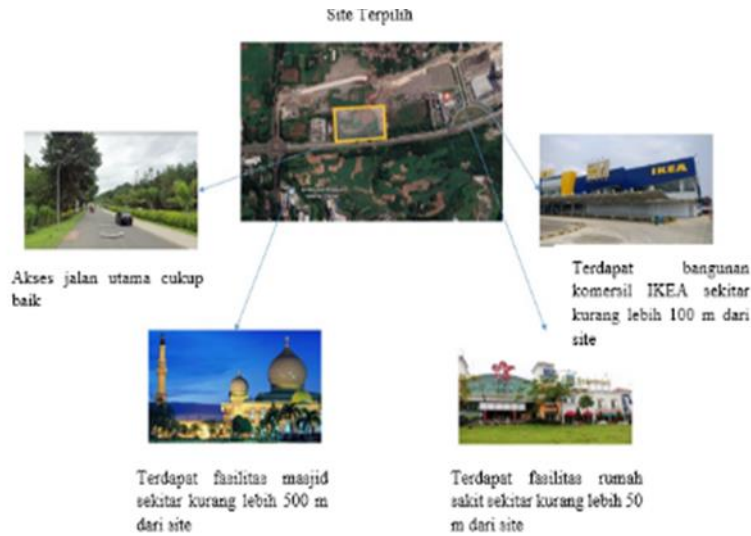 Site Terpilih
IKEA
Akses jalan utama cukup
baik
Terdapat bangunan
komersil IKEA sekitar
kurang lebih 100 m dari
site
Terdapat fasilitas masjid
sekitar kurang lebih 500 m
dari site
Terdapat fasilitas rumah
sakit sekitar kurang lebih 50
m dari site